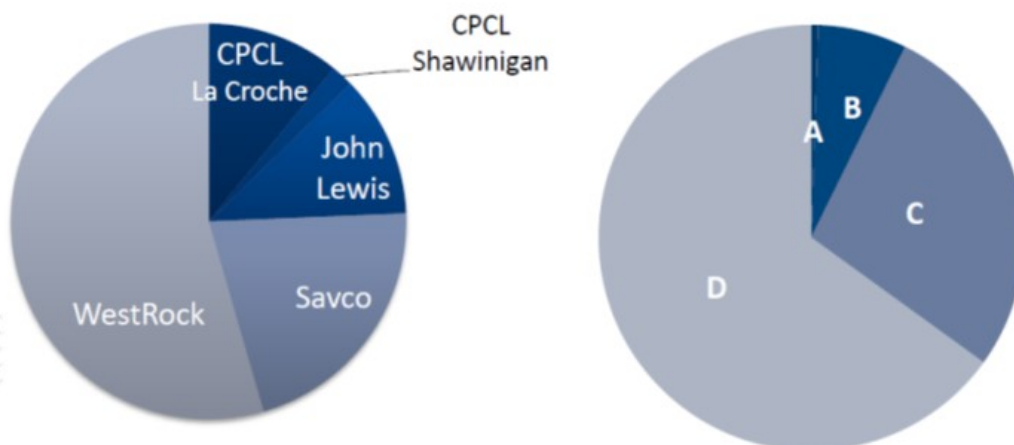 CPCL
La Croche
CPCL
Shawinigan
John
Lewis
Savco
WestRock
A
B
C
D